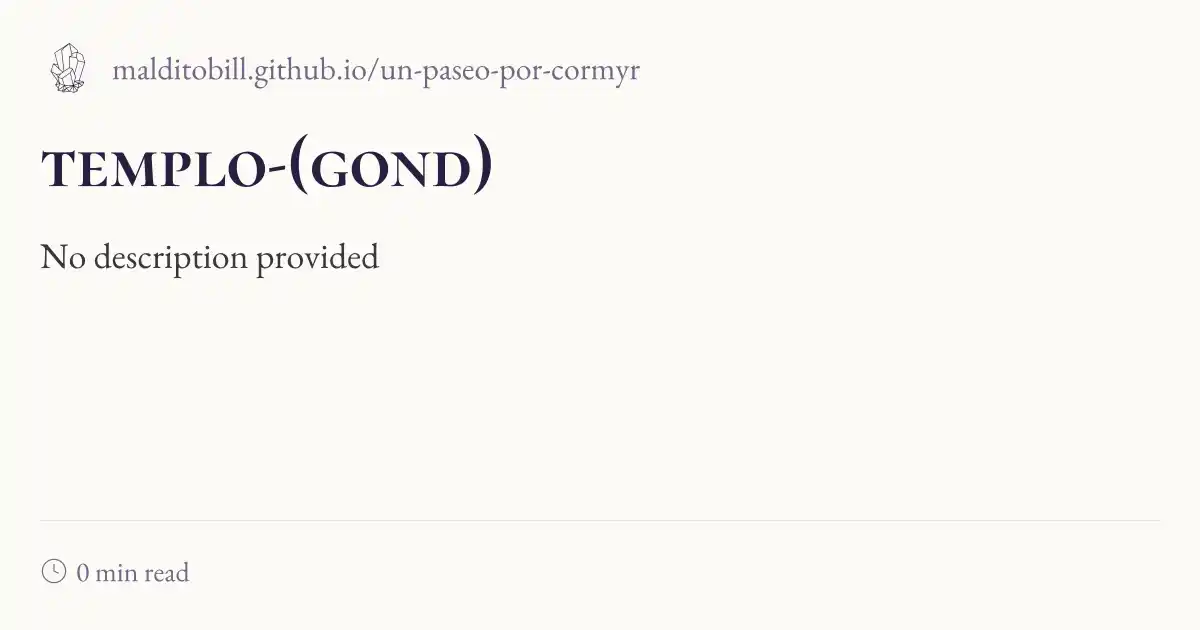 malditobill.github.io/un-paseo-por-cormyr
TEMPLO-(GOND)
No description provided
0 min read